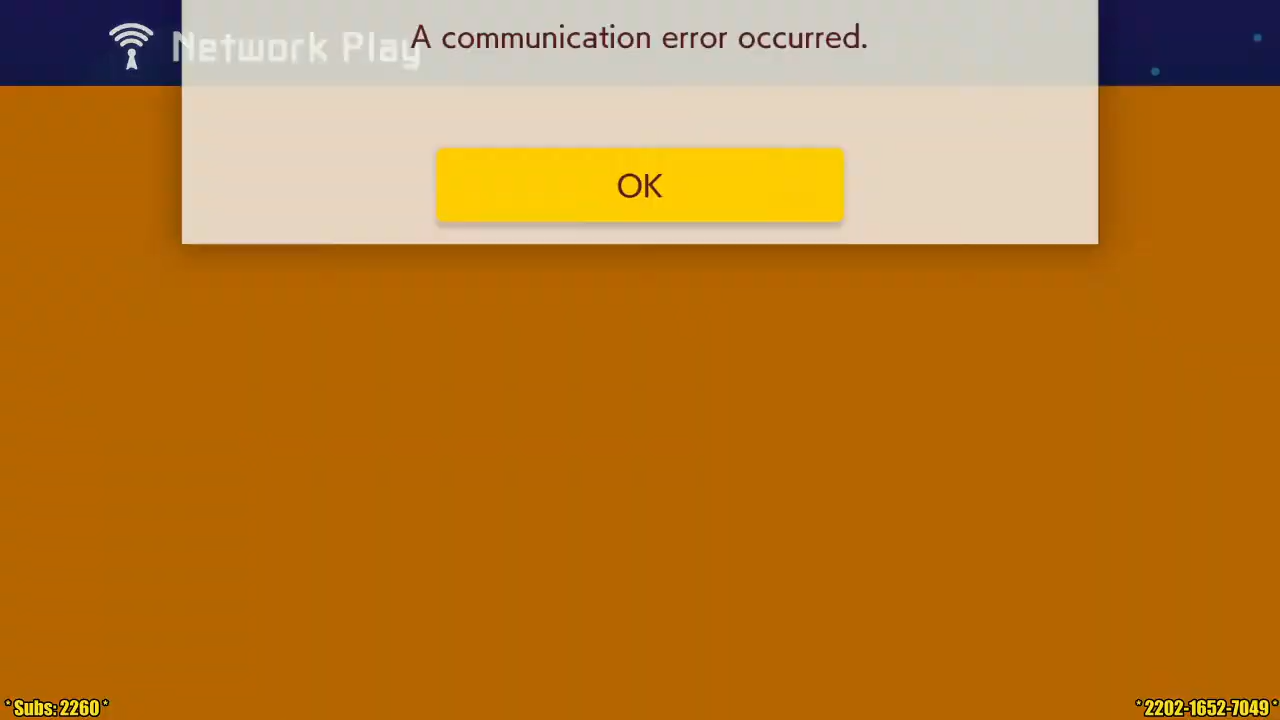 A communication error occurred.
Network Play
OK
*Subs: 2260*
*2202-1652-7049*